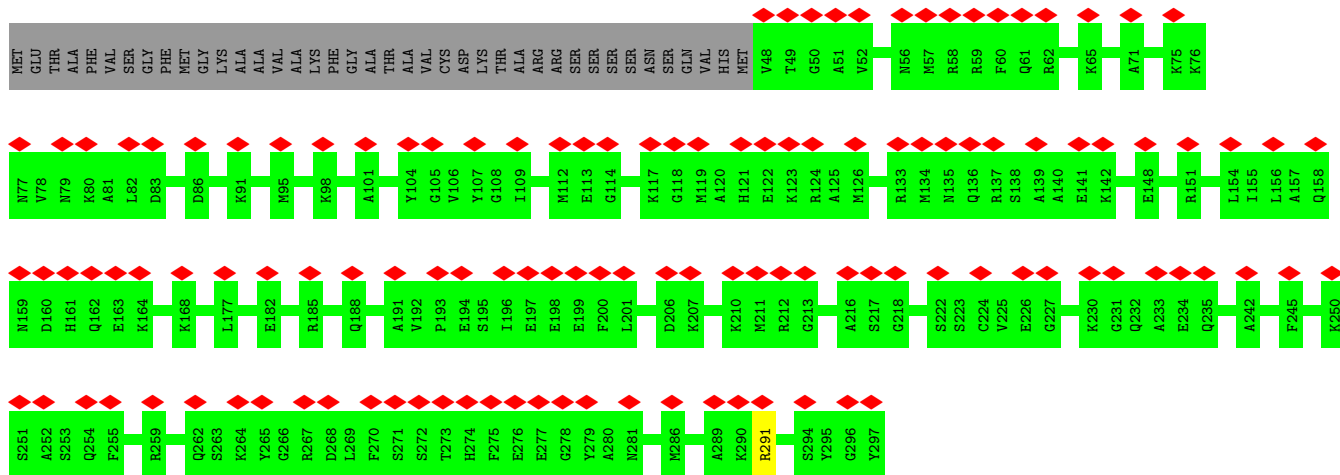 MET GLU THR ALA PHE VAL SER GLY PHE MET GLY LYS ALA ALA VAL ALA LYS PHE GLY ALA THR ALA VAL CYS ASP LYS THR ALA ARG ARG SER SER SER SER ASN SER GLN VAL HIS MET V48 T49 G50 A51 V52 N56 M57 R58 R59 F60 Q61 R62 K65 A71 K75 K76
N77 V78 N79 K80 A81 L82 D83 D86 K91 M95 K98 A101 Y104 G105 V106 Y107 G108 I109 M112 E113 G114 K117 G118 M119 A120 H121 E122 K123 R124 A125 M126 R133 M134 N135 Q136 R137 S138 A139 A140 E141 K142 E148 R151 L154 I155 L156 A157 Q158
N159 D160 H161 Q162 E163 K164 K168 L177 E182 R185 Q188 A191 V192 P193 E194 S195 I196 E197 E198 E199 F200 L201 D206 K207 K210 M211 R212 G213 A216 S217 G218 S222 S223 C224 V225 E226 G227 K230 G231 Q232 A233 E234 Q235 A242 F245 K250
S251 A252 S253 Q254 F255 R259 Q262 S263 K264 Y265 G266 R267 D268 L269 F270 S271 S272 T273 H274 F275 E276 E277 G278 Y279 A280 N281 M286 A289 K290 R291 S294 Y295 G296 Y297